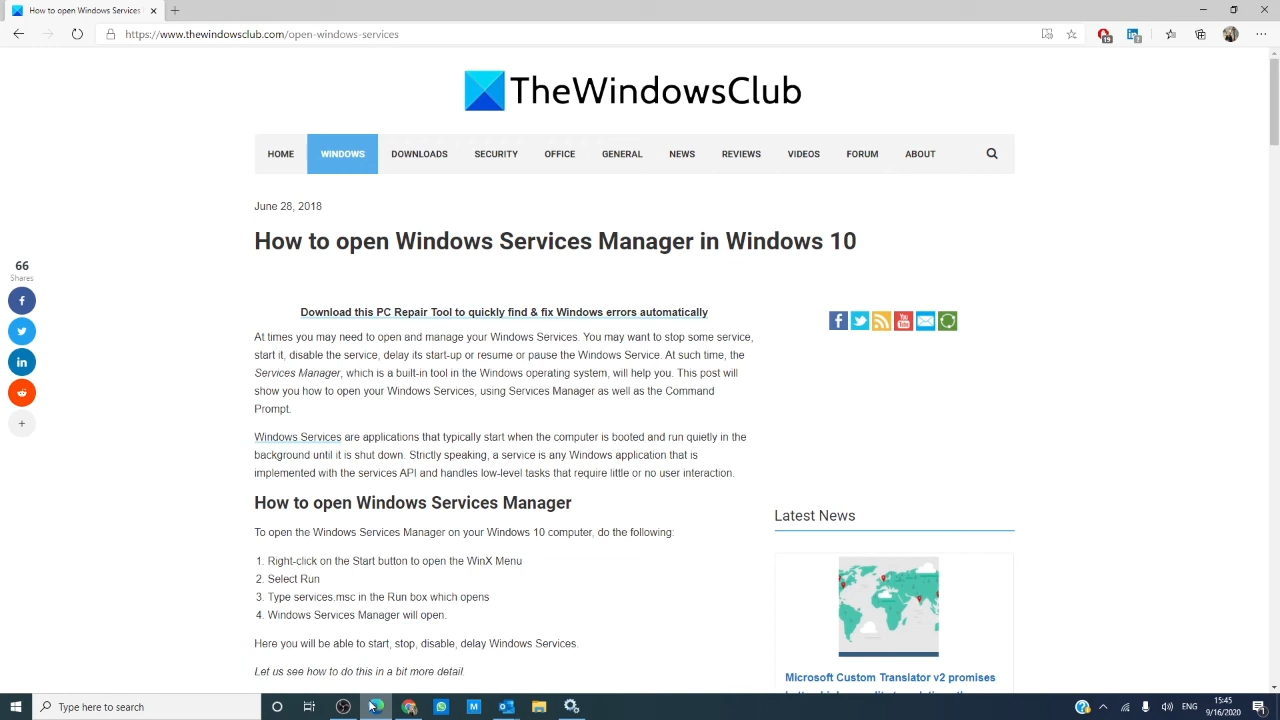 How to open Windows Services
https://www.thewindowsclub.com/open-windows-services
19
TheWindowsClub
HOME WINDOWS DOWNLOADS SECURITY OFFICE GENERAL NEWS REVIEWS VIDEOS FORUM ABOUT
June 28, 2018
How to open Windows Services Manager in Windows 10
66
Shares
Download this PC Repair Tool to quickly find & fix Windows errors automatically
At times you may need to open and manage your Windows Services. You may want to stop some service,
start it, disable the service, delay its start-up or resume or pause the Windows Service. At such time, the
Services Manager, which is a built-in tool in the Windows operating system, will help you. This post will
show you how to open your Windows Services, using Services Manager as well as the Command
Prompt.
Windows Services are applications that typically start when the computer is booted and run quietly in the
background until it is shut down. Strictly speaking, a service is any Windows application that is
implemented with the services API and handles low-level tasks that require little or no user interaction.
How to open Windows Services Manager
To open the Windows Services Manager on your Windows 10 computer, do the following:
1. Right-click on the Start button to open the WinX Menu
2. Select Run
3. Type services.msc in the Run box which opens
4. Windows Services Manager will open.
Here you will be able to start, stop, disable, delay Windows Services.
Let us see how to do this in a bit more detail.
Latest News
Microsoft Custom Translator v2 promises
Type here to search
ENG
15:45
9/16/2020